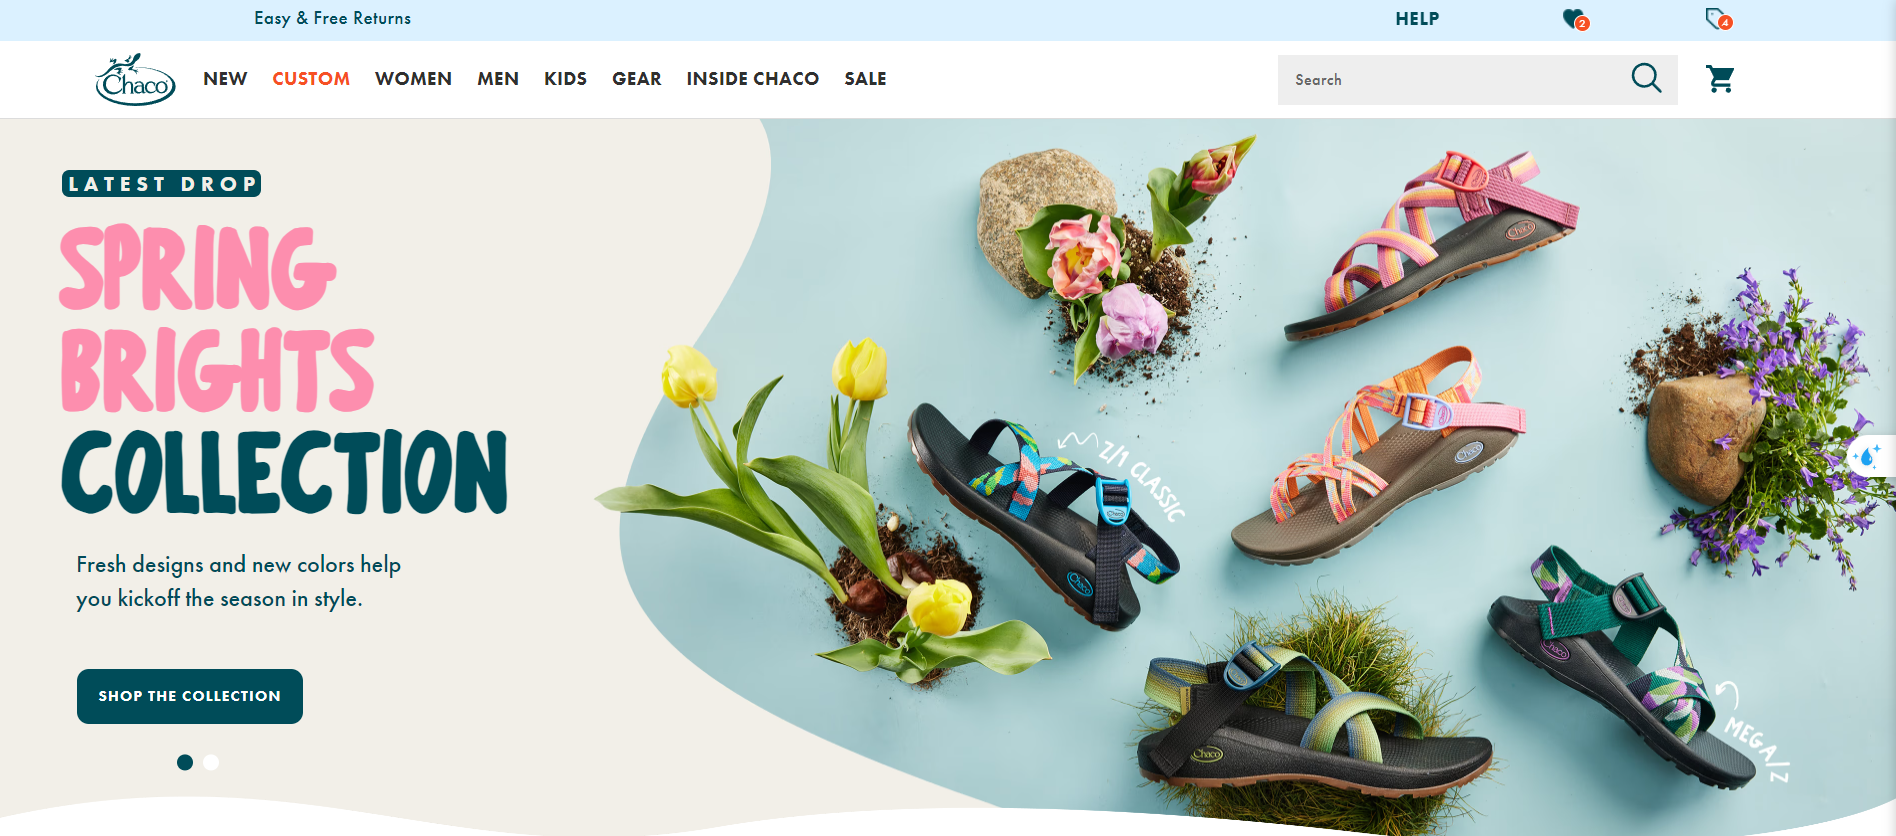 Easy & Free Returns
HELP
2
4
Chaco
NEW CUSTOM WOMEN MEN KIDS GEAR INSIDE CHACO SALE
Search
LATEST DROP
SPRING
BRIGHTS
COLLECTION
Fresh designs and new colors help
you kickoff the season in style.
SHOP THE COLLECTION
Chaco
Z/1 CLASSIC
Chaco
Chaco
Chaco
Chaco
Chaco
MEGA/Z